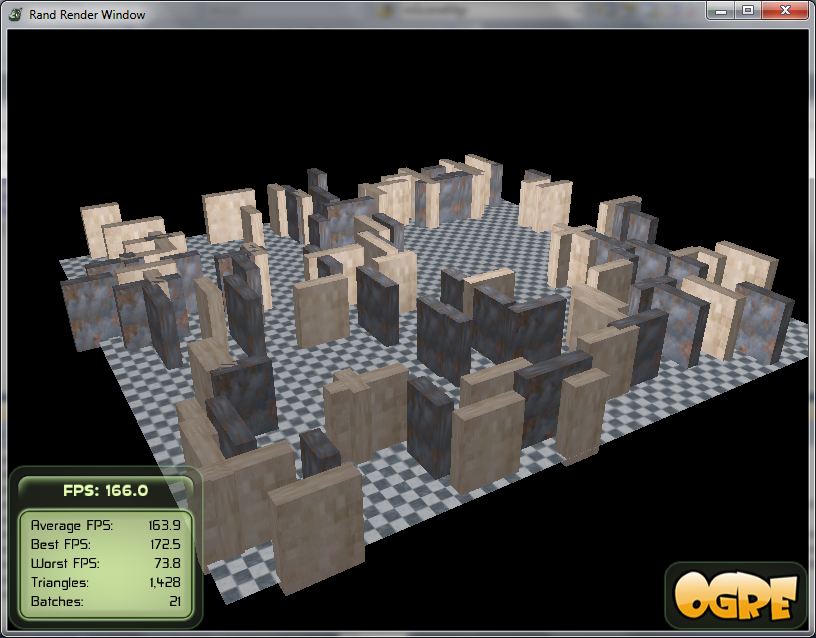 Rand Render Window
FPS: 166.0
Average FPS: 163.9
Best FPS: 172.5
Worst FPS: 73.8
Triangles: 1,428
Batches: 21
OGRE